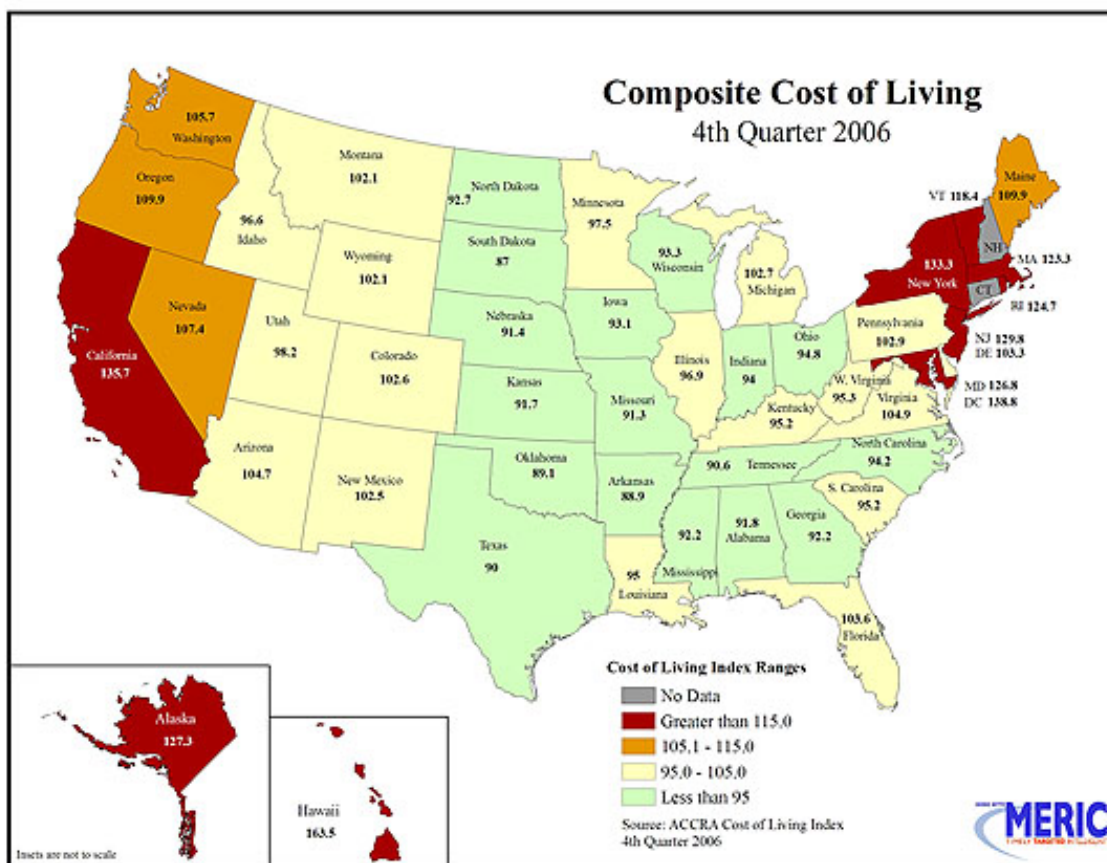 Composite Cost of Living
4th Quarter 2006
105.7
Washington
Oregon
109.9
California
135.7
Nevada
107.4
96.6
Idaho
Montana
102.1
Wyoming
102.1
Utah
98.2
Colorado
102.6
Arizona
104.7
New Mexico
102.5
North Dakota
92.7
South Dakota
87
Nebraska
91.4
Kansas
91.7
Oklahoma
89.1
Texas
90
Minnesota
97.5
Iowa
93.1
Missouri
91.3
Arkansas
88.9
95
Louisiana
93.3
Wisconsin
Illinois
96.9
102.7
Michigan
Indiana
94
Ohio
94.8
Kentucky
95.2
90.6 Tennessee
92.2
Mississippi
91.8
Alabama
Georgia
92.2
103.6
Florida
S. Carolina
95.2
North Carolina
94.2
W. Virginia
95.3
Virginia
104.9
Pennsylvania
102.9
133.3
New York
VT 118.4
NH
Maine
109.9
MA 123.3
CT
RI 124.7
NJ 129.8
DE 103.3
MD 126.8
DC 138.8
Alaska
127.3
Insets are not to scale
Hawaii
163.5
Cost of Living Index Ranges
No Data
Greater than 115.0
105.1 - 115.0
95.0 - 105.0
Less than 95
Source: ACCRA Cost of Living Index
4th Quarter 2006
MERIC